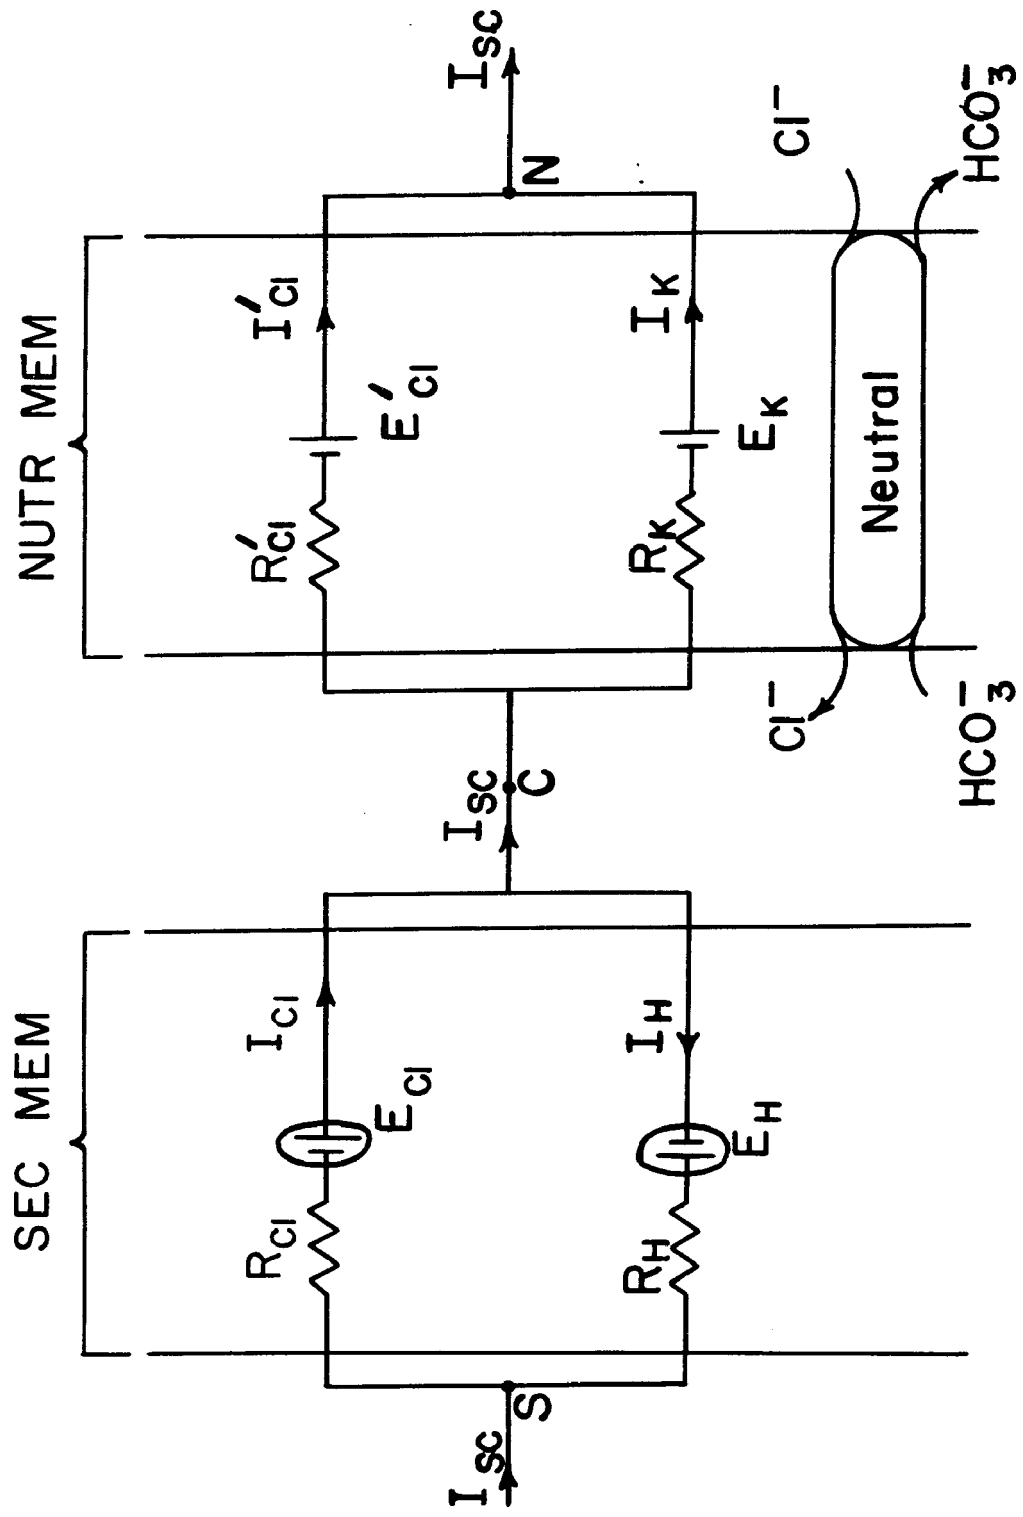 SEC MEM
NUTR MEM
R_Cl
E_Cl
I_Cl
R'_Cl
E'_Cl
I'_Cl
I_SC
S
I_SC
C
N
I_SC
R_H
E_H
I_H
R_K
E_K
I_K
Cl⁻
Neutral
Cl⁻
HCO₃⁻
HCO₃⁻